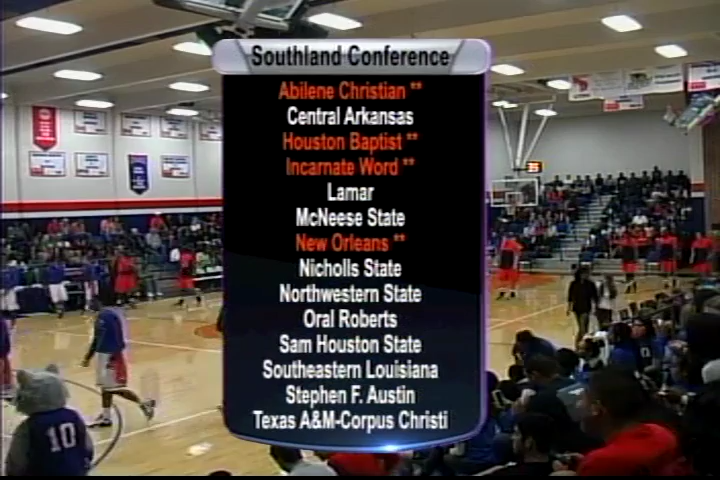 Southland Conference
Abilene Christian **
Central Arkansas
Houston Baptist **
Incarnate Word **
Lamar
McNeese State
New Orleans **
Nicholls State
Northwestern State
Oral Roberts
Sam Houston State
Southeastern Louisiana
Stephen F. Austin
Texas A&M-Corpus Christi
10